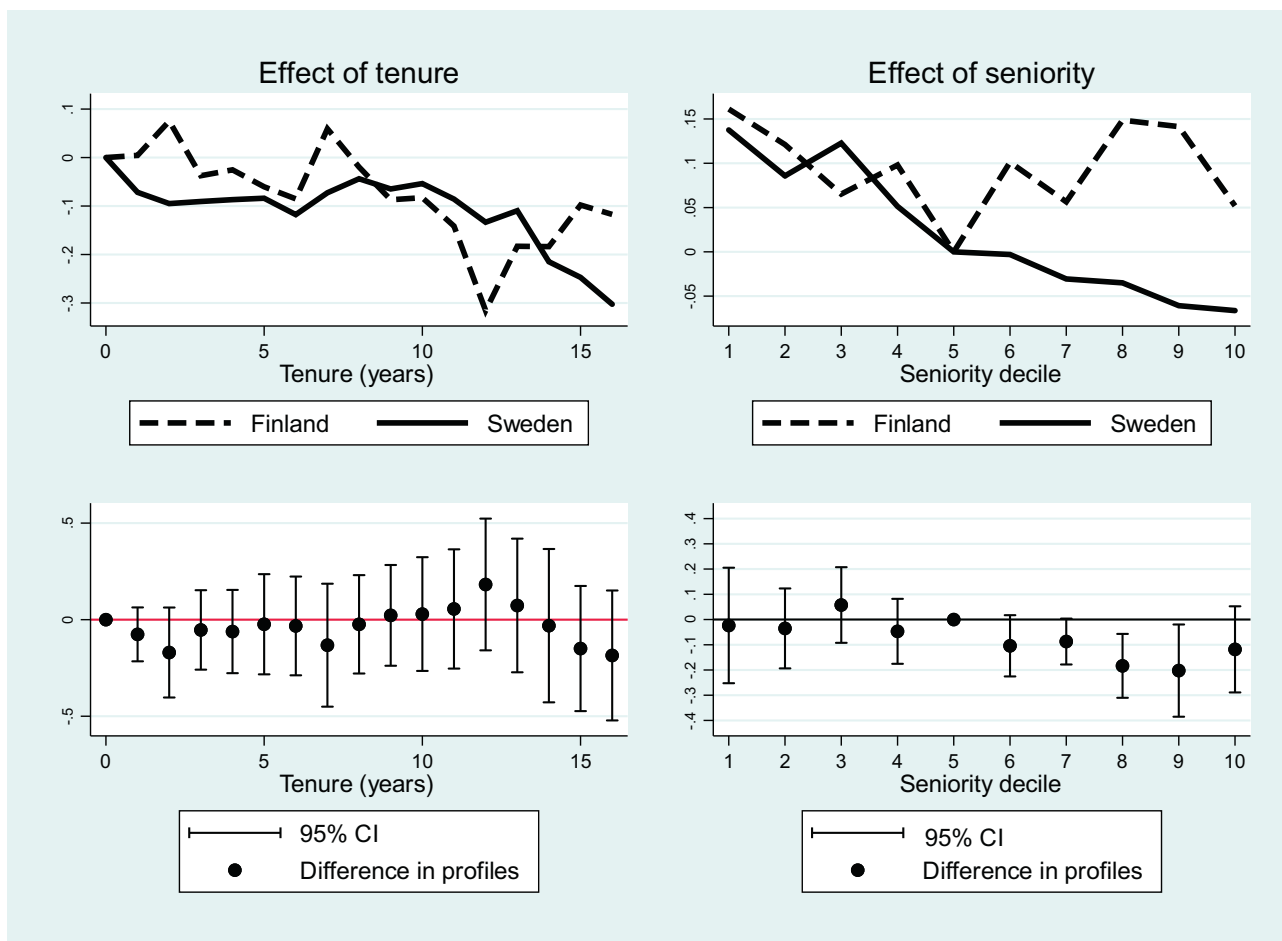 Effect of tenure
.1
0
-.1
-.2
-.3
0 5 10 15
Tenure (years)
Finland Sweden
Effect of seniority
.15
.1
.05
0
-.05
1 2 3 4 5 6 7 8 9 10
Seniority decile
Finland Sweden
.5
0
-.5
0 5 10 15
Tenure (years)
95% CI
Difference in profiles
.4
.3
.2
.1
0
-.1
-.2
-.3
-.4
1 2 3 4 5 6 7 8 9 10
Seniority decile
95% CI
Difference in profiles